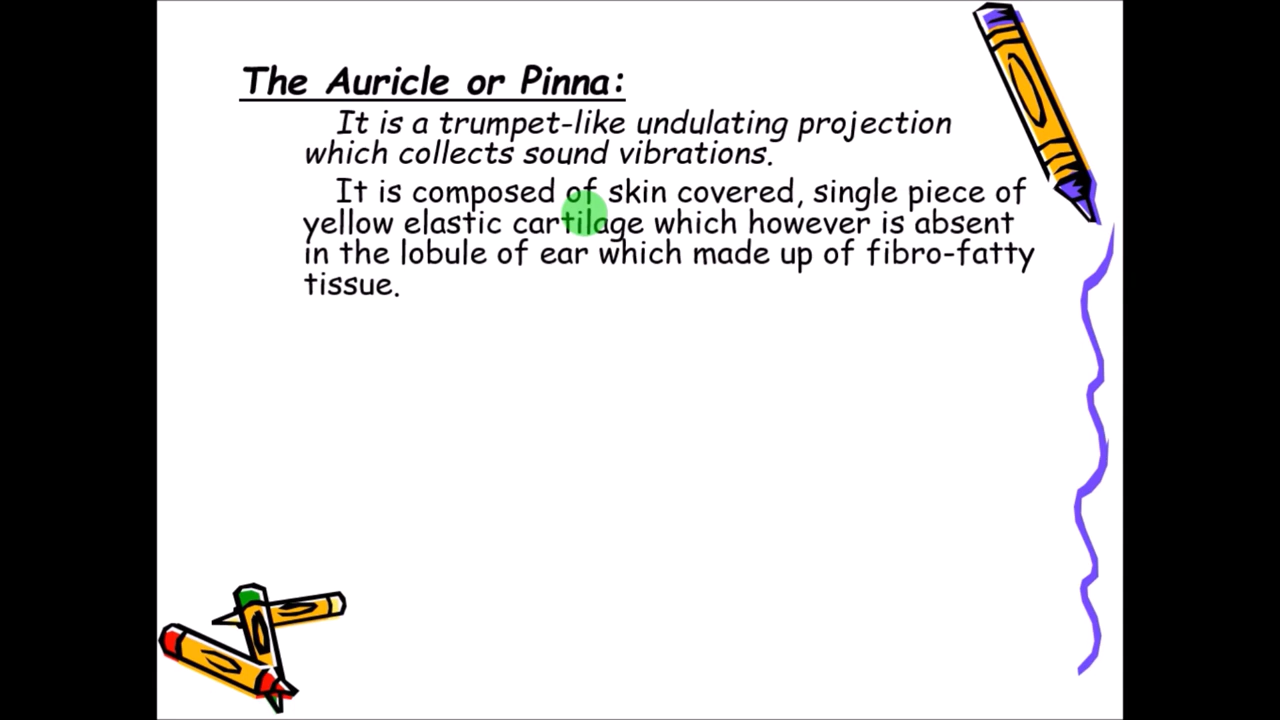 The Auricle or Pinna:
It is a trumpet-like undulating projection
which collects sound vibrations.
It is composed of skin covered, single piece of
yellow elastic cartilage which however is absent
in the lobule of ear which made up of fibro-fatty
tissue.